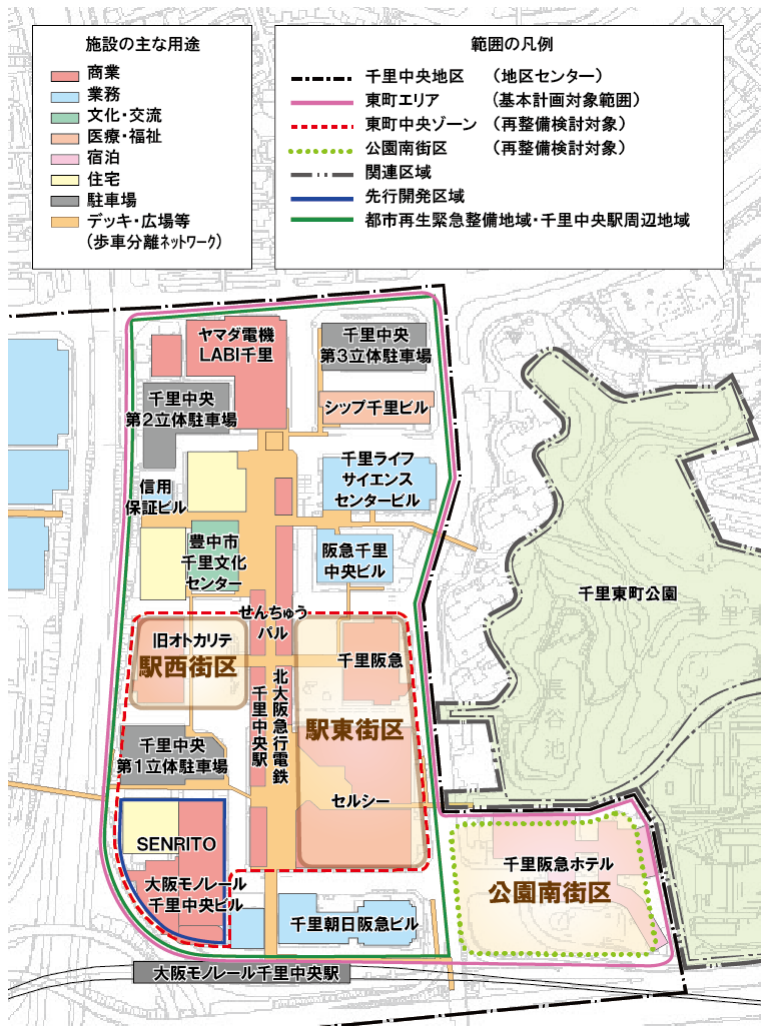 施設の主な用途
商業
業務
文化・交流
医療・福祉
宿泊
住宅
駐車場
デッキ・広場等
(歩車分離ネットワーク)
範囲の凡例
千里中央地区 (地区センター)
東町エリア (基本計画対象範囲)
東町中央ゾーン (再整備検討対象)
公園南街区 (再整備検討対象)
関連区域
先行開発区域
都市再生緊急整備地域・千里中央駅周辺地域
ヤマダ電機
LABI千里
千里中央
第3立体駐車場
千里中央
第2立体駐車場
シップ千里ビル
千里ライフ
サイエンス
センタービル
信用
保証ビル
豊中市
千里文化
センター
阪急千里
中央ビル
千里東町公園
せんちゅう
パル
旧オトカリテ
駅西街区
千里阪急
北大阪急行電鉄
千里中央駅
駅東街区
長谷池
千里中央
第1立体駐車場
セルシー
SENRITO
大阪モノレール
千里中央ビル
千里阪急ホテル
公園南街区
千里朝日阪急ビル
大阪モノレール千里中央駅